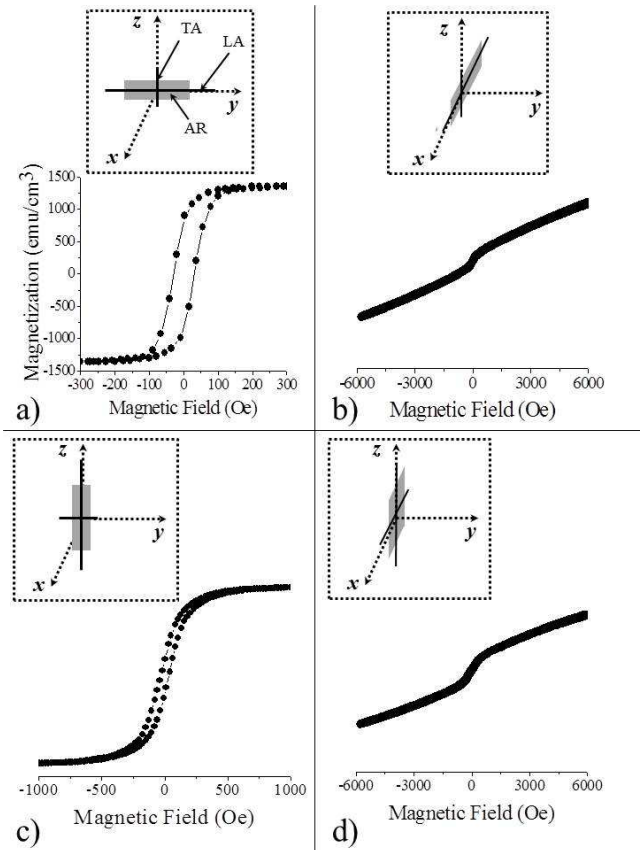 z
TA
LA
y
AR
x
Magnetization (emu/cm3)
1500
1000
500
0
-500
-1000
-1500
-300 -200 -100 0 100 200 300
Magnetic Field (Oe)
a)
z
y
x
-6000 -3000 0 3000 6000
Magnetic Field (Oe)
b)
z
y
x
-1000 -500 0 500 1000
Magnetic Field (Oe)
c)
z
y
x
-6000 -3000 0 3000 6000
Magnetic Field (Oe)
d)